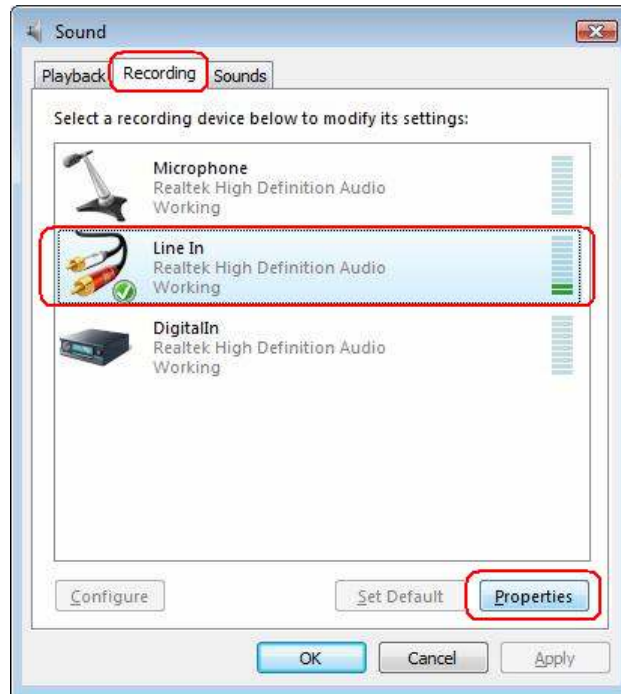 Sound
Playback Recording Sounds
Select a recording device below to modify its settings:
Microphone
Realtek High Definition Audio
Working
Line In
Realtek High Definition Audio
Working
DigitalIn
Realtek High Definition Audio
Working
Configure Set Default Properties
OK Cancel Apply